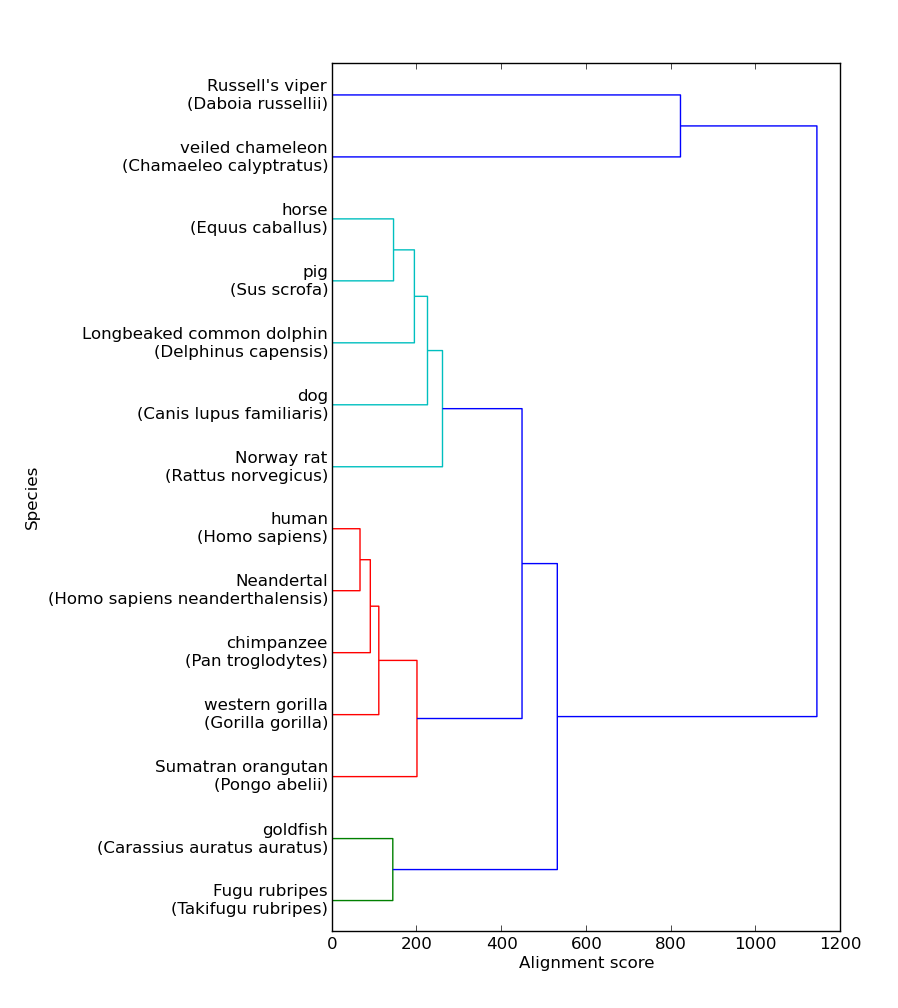 Russell's viper
(Daboia russellii)
veiled chameleon
(Chamaeleo calyptratus)
horse
(Equus caballus)
pig
(Sus scrofa)
Longbeaked common dolphin
(Delphinus capensis)
dog
(Canis lupus familiaris)
Norway rat
(Rattus norvegicus)
human
(Homo sapiens)
Neandertal
(Homo sapiens neanderthalensis)
chimpanzee
(Pan troglodytes)
western gorilla
(Gorilla gorilla)
Sumatran orangutan
(Pongo abelii)
goldfish
(Carassius auratus auratus)
Fugu rubripes
(Takifugu rubripes)
Species
0 200 400 600 800 1000 1200
Alignment score